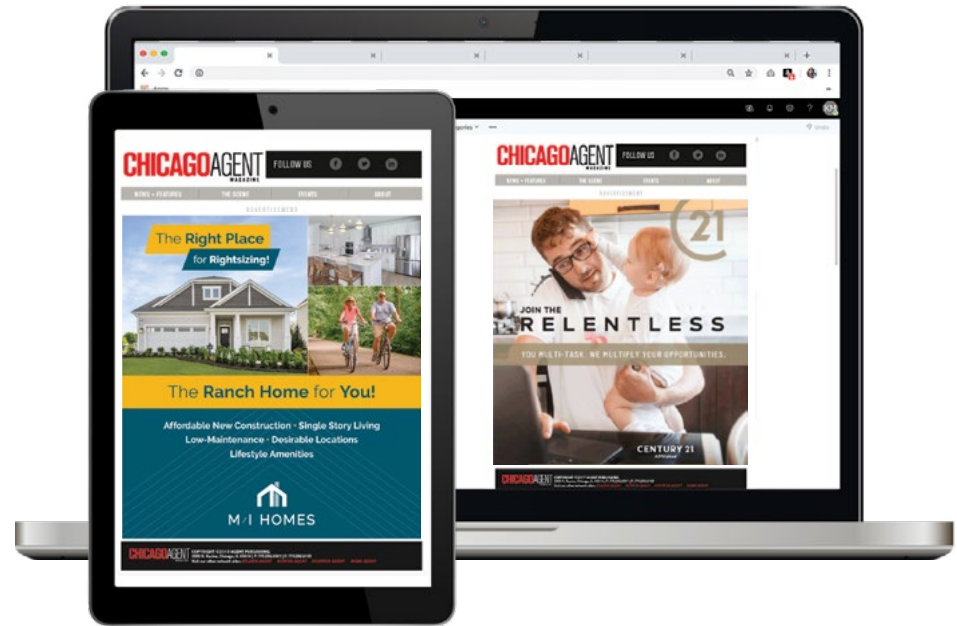 CHICAGOAGENT
MAGAZINE
FOLLOW US
NEWS + FEATURES THE SCENE EVENTS ABOUT
ADVERTISEMENT
The Right Place
for Rightsizing!
The Ranch Home for You!
Affordable New Construction • Single Story Living
Low-Maintenance • Desirable Locations
Lifestyle Amenities
M/I HOMES
CHICAGOAGENT
CHICAGOAGENT
MAGAZINE
FOLLOW US
NEWS + FEATURES THE SCENE EVENTS ABOUT
ADVERTISEMENT
21
JOIN THE
RELENTLESS
YOU MULTI-TASK. WE MULTIPLY YOUR OPPORTUNITIES.
CENTURY 21
CHICAGOAGENT